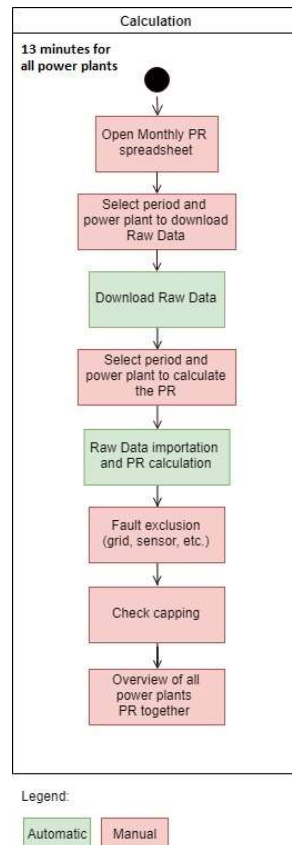 Calculation
13 minutes for
all power plants
Open Monthly PR
spreadsheet
Select period and
power plant to download
Raw Data
Download Raw Data
Select period and
power plant to calculate
the PR
Raw Data importation
and PR calculation
Fault exclusion
(grid, sensor, etc.)
Check capping
Overview of all
power plants
PR together
Legend:
Automatic
Manual